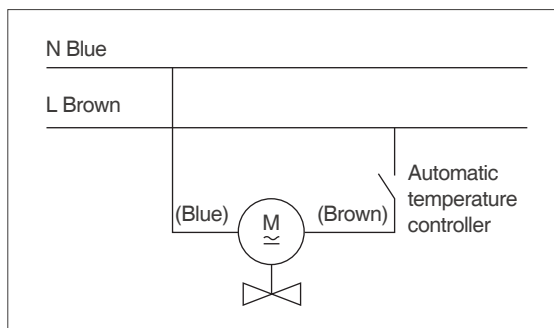 N Blue
L Brown
Automatic
temperature
controller
(Blue)
M
(Brown)